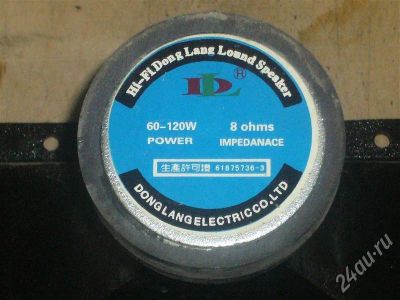 Hi-Fi Dong Lang Lound Speaker
DL ®
60-120W 8 ohms
POWER IMPEDANACE
生產許可增 61875736-3
DONGLANGELECTRICCO.,LTD
24au.ru